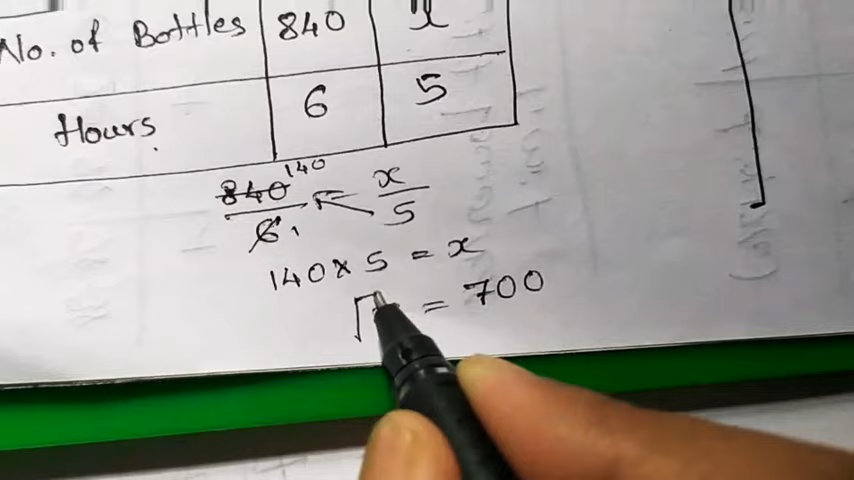 No. of Bottles 840 x
Hours 6 5
840 140 = x
6 1 5
140 x 5 = x
= 700